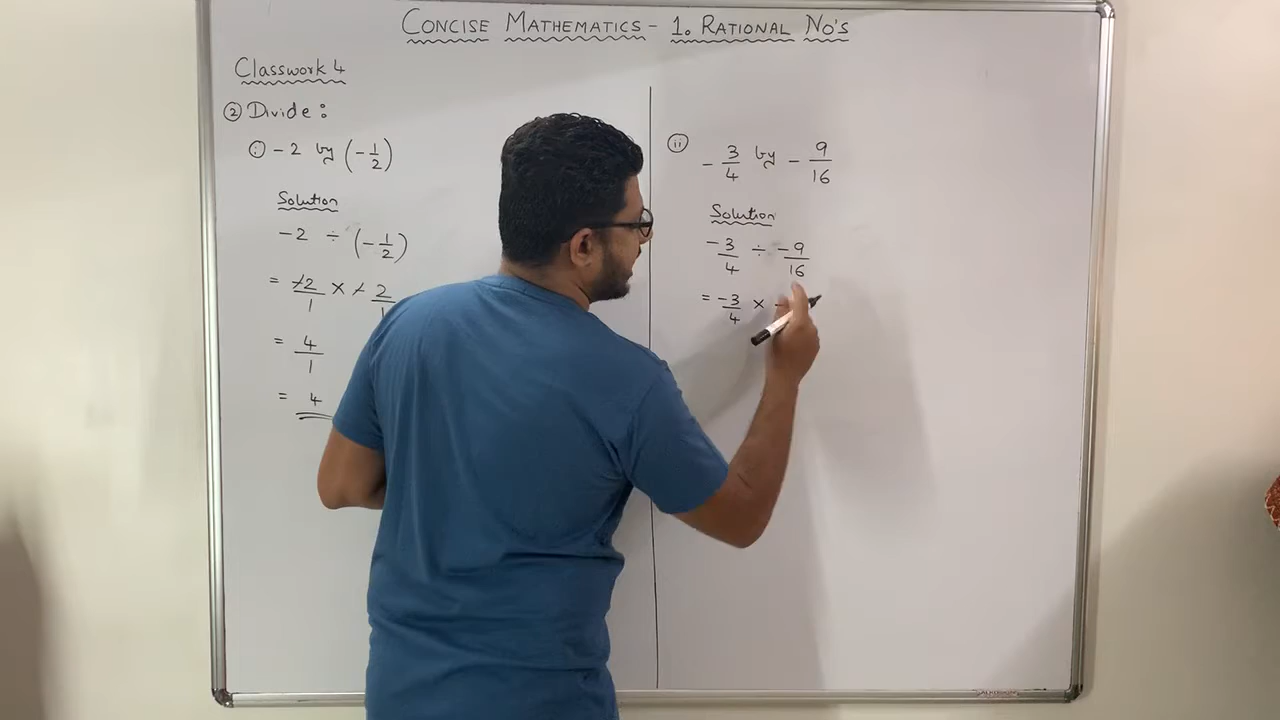 CONCISE MATHEMATICS - 1. RATIONAL NO'S
Classwork 4
② Divide :
ⓘ -2 by (-1/2)
Solution
-2 ÷ (-1/2)
= -2/1 × -2/1
= 4/1
= 4
ⓘⓘ -3/4 by -9/16
Solution
-3/4 ÷ -9/16
= -3/4 × -